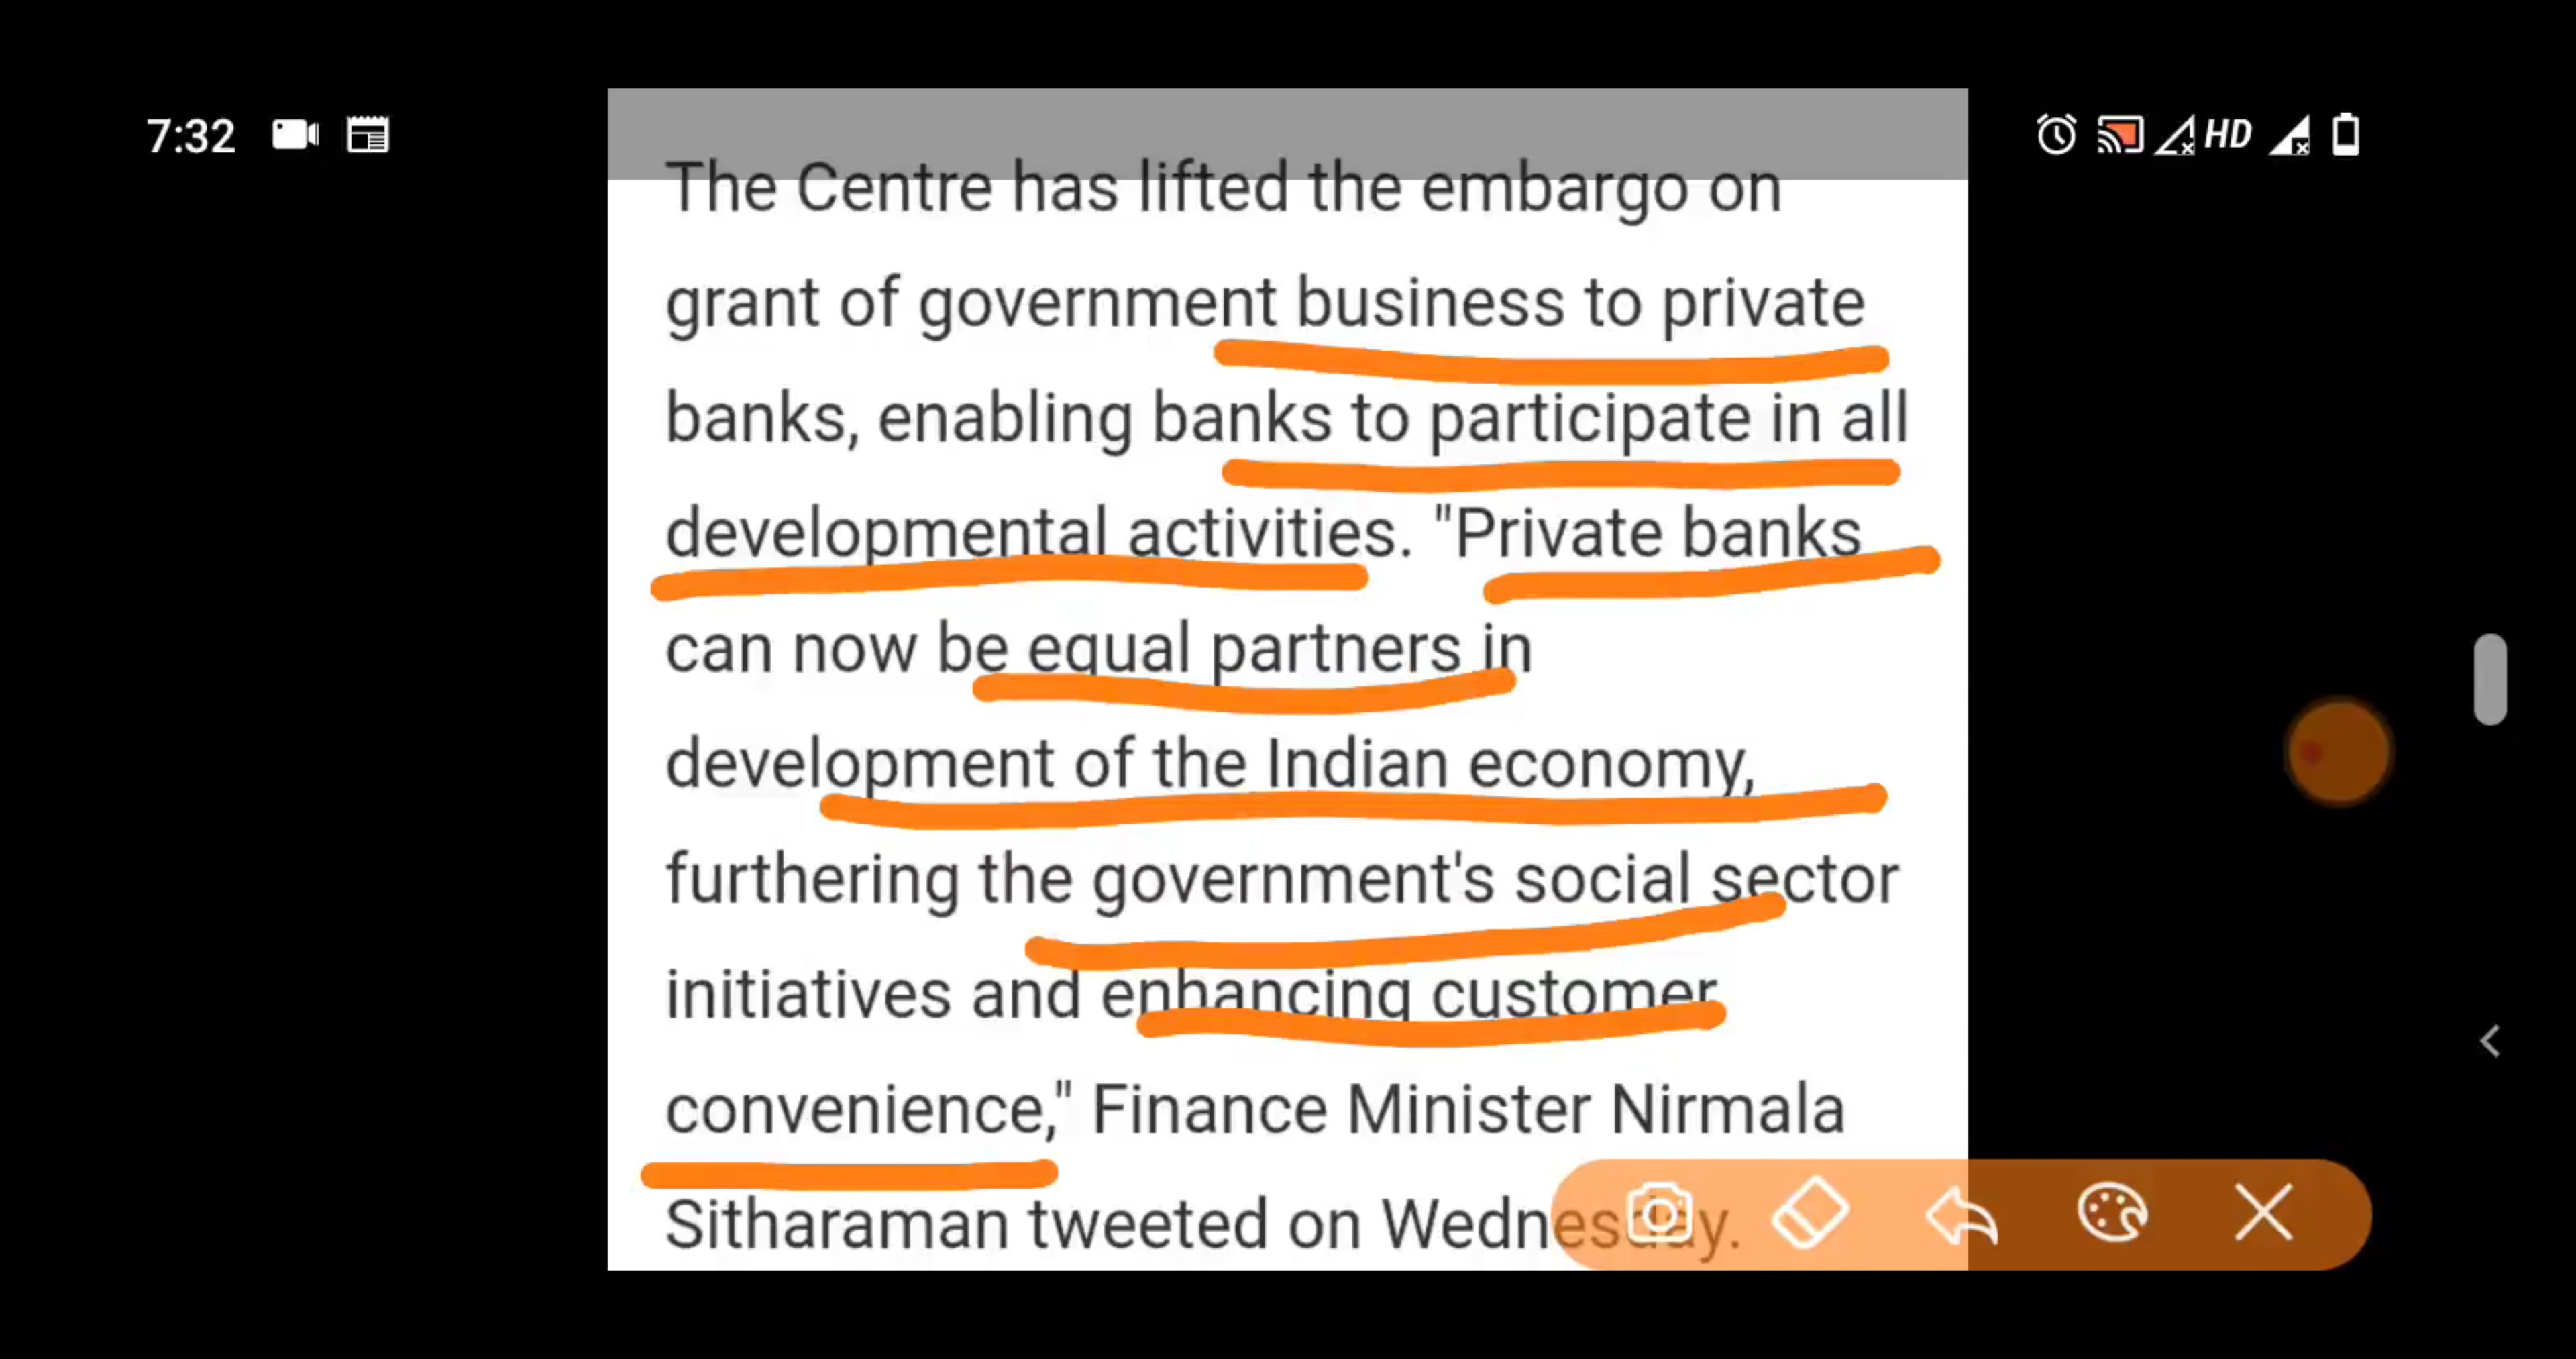 7:32
HD
The Centre has lifted the embargo on
grant of government business to private
banks, enabling banks to participate in all
developmental activities. "Private banks
can now be equal partners in
development of the Indian economy,
furthering the government's social sector
initiatives and enhancing customer
convenience," Finance Minister Nirmala
Sitharaman tweeted on Wednesday.